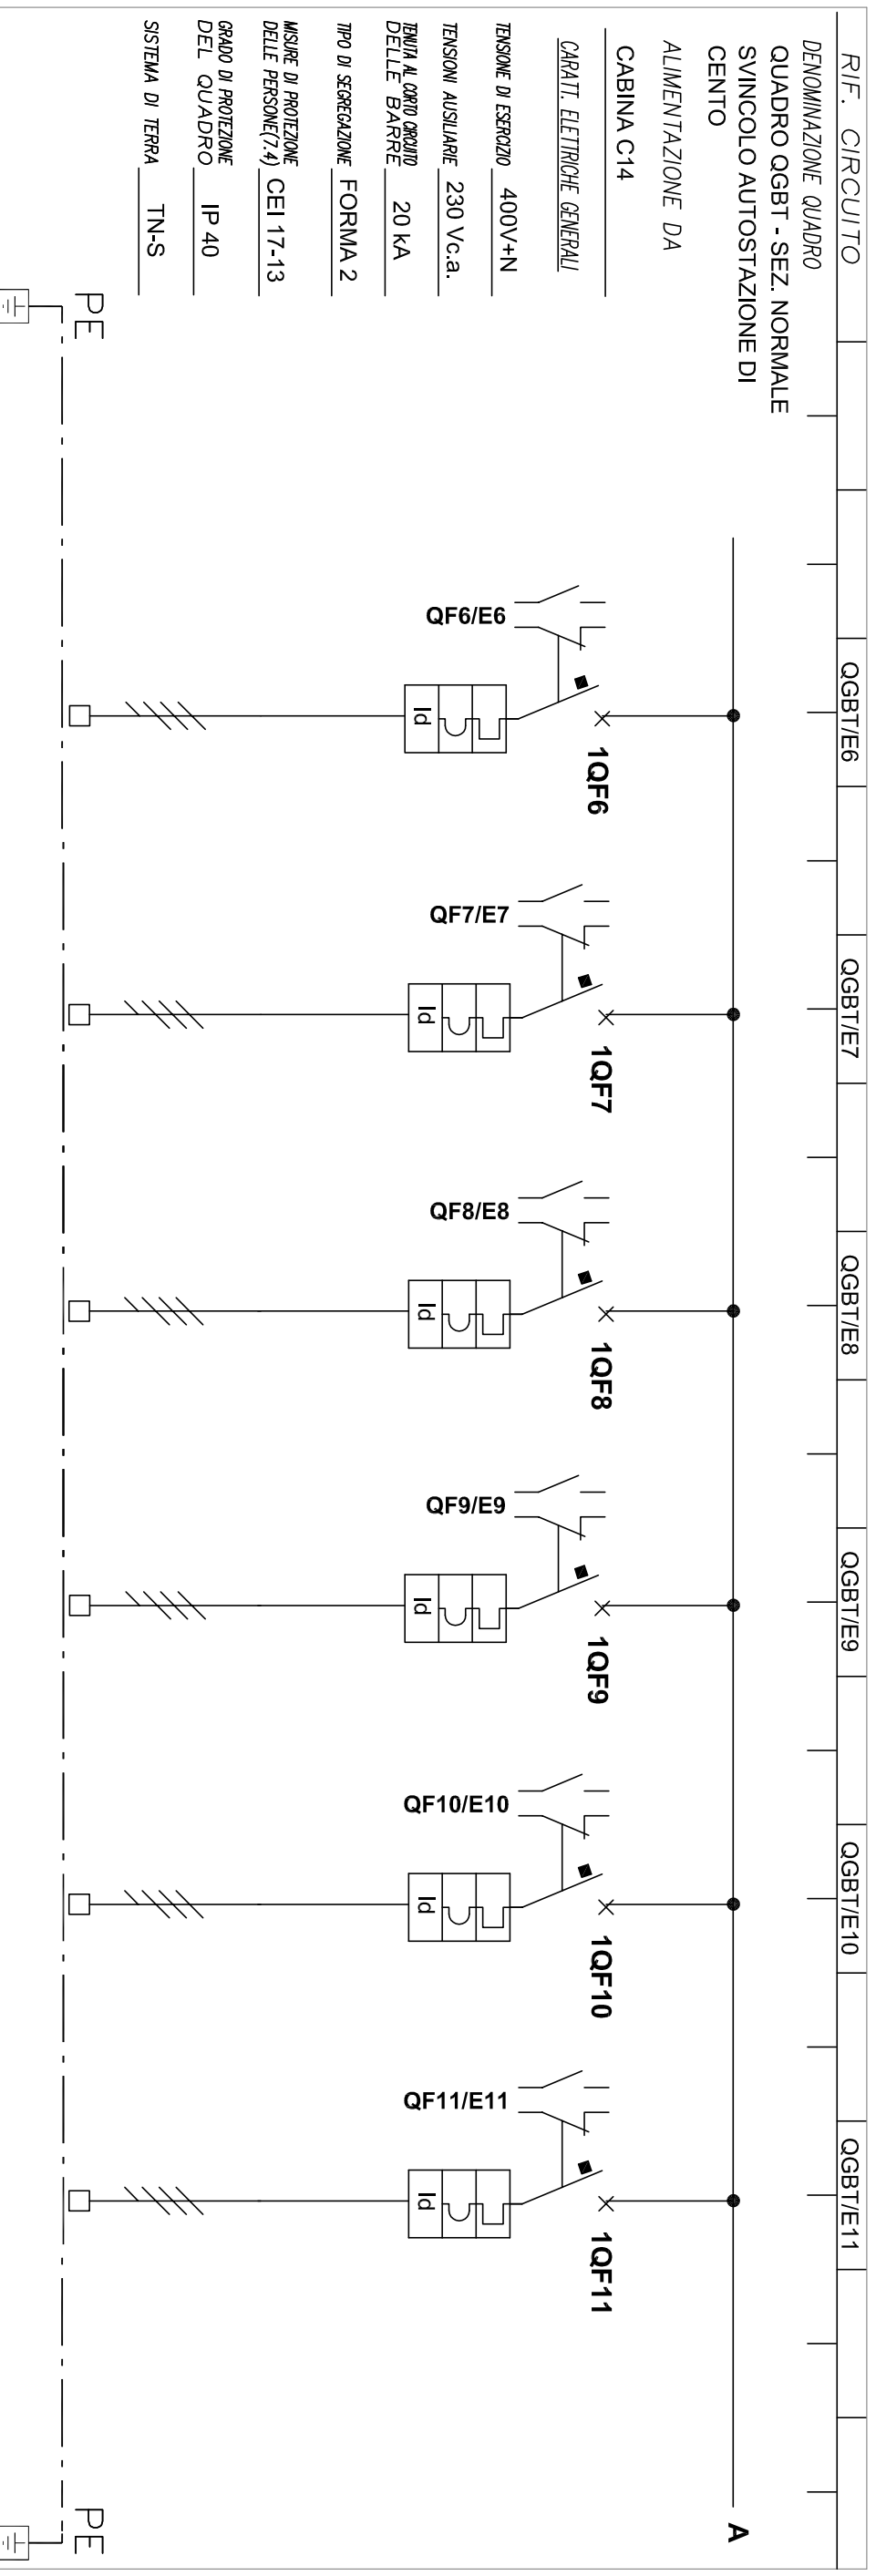 RIF. CIRCUITO
QGBT/E6
QGBT/E7
QGBT/E8
QGBT/E9
QGBT/E10
QGBT/E11
DENOMINAZIONE QUADRO
QUADRO QGBT - SEZ. NORMALE
SVINCOLO AUTOSTAZIONE DI
CENTO
A
ALIMENTAZIONE DA
CABINA C14
CARATT. ELETTRICHE GENERALI
TENSIONE DI ESERCIZIO 400V+N
TENSIONI AUSILIARIE 230 Vc.a.
TENUTA AL CORTO CIRCUITO
DELLE BARRE 20 kA
TIPO DI SEGREGAZIONE FORMA 2
MISURE DI PROTEZIONE
DELLE PERSONE(7.4) CEI 17-13
GRADO DI PROTEZIONE
DEL QUADRO IP 40
SISTEMA DI TERRA TN-S
1QF6
1QF7
1QF8
1QF9
1QF10
1QF11
QF6/E6
QF7/E7
QF8/E8
QF9/E9
QF10/E10
QF11/E11
Id
Id
Id
Id
Id
Id
PE
PE